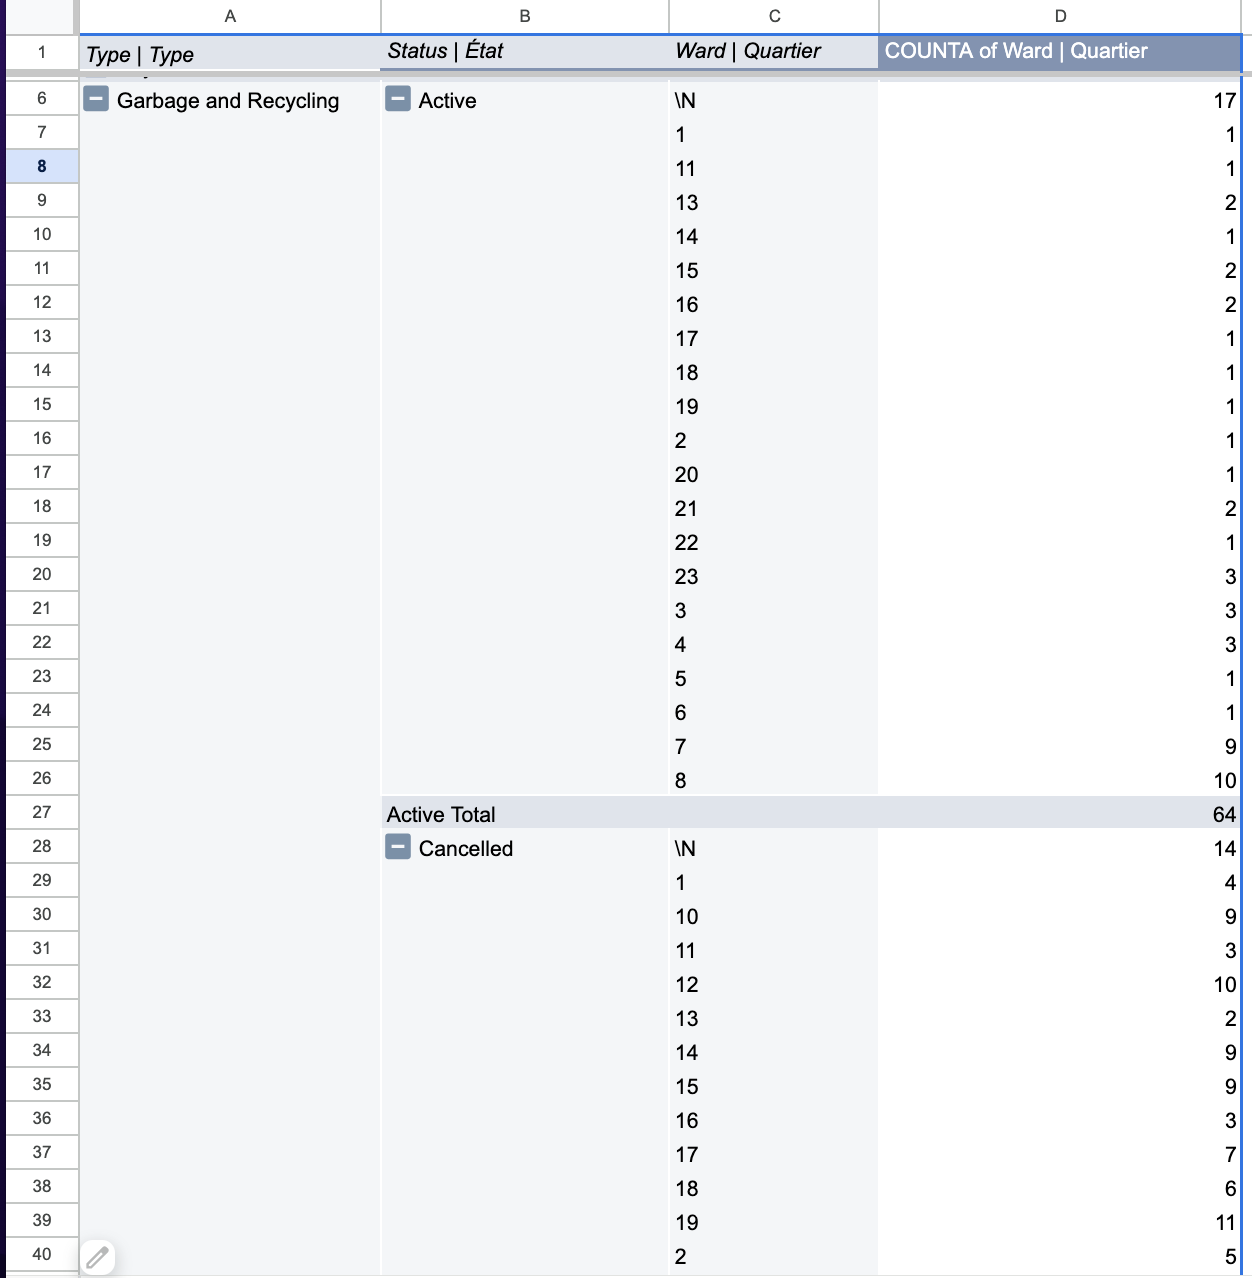 A B C D
1 Type | Type Status | État Ward | Quartier COUNTA of Ward | Quartier
6 Garbage and Recycling Active \N 17
7 1 1
8 11 1
9 13 2
10 14 1
11 15 2
12 16 2
13 17 1
14 18 1
15 19 1
16 2 1
17 20 1
18 21 2
19 22 1
20 23 3
21 3 3
22 4 3
23 5 1
24 6 1
25 7 9
26 8 10
27 Active Total 64
28 Cancelled \N 14
29 1 4
30 10 9
31 11 3
32 12 10
33 13 2
34 14 9
35 15 9
36 16 3
37 17 7
38 18 6
39 19 11
40 2 5